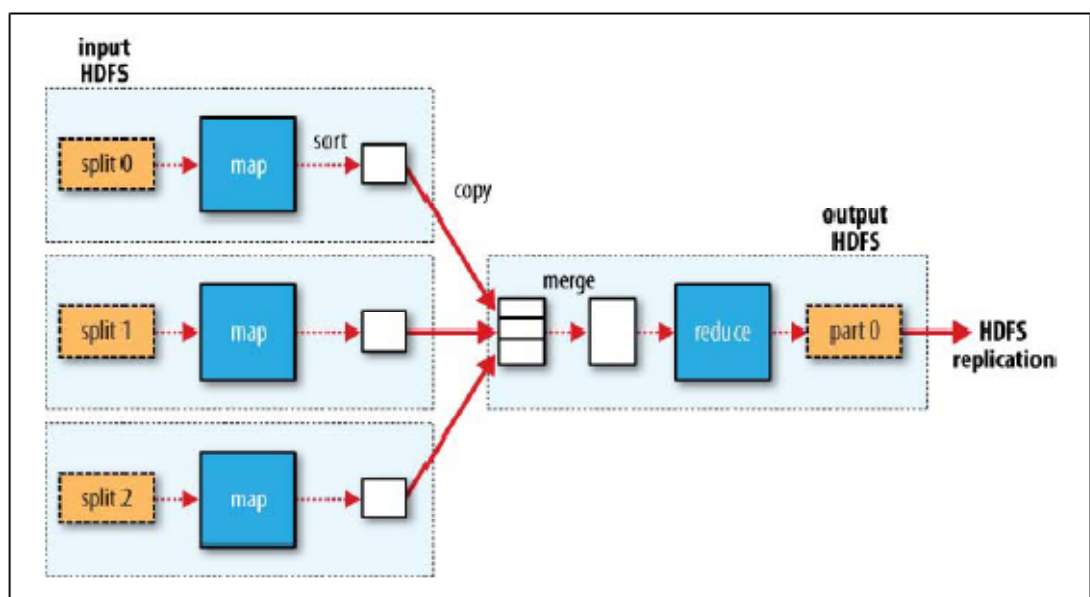 input
HDFS
split 0
map
sort
copy
output
HDFS
split 1
map
merge
reduce
part 0
HDFS
replication
split 2
map